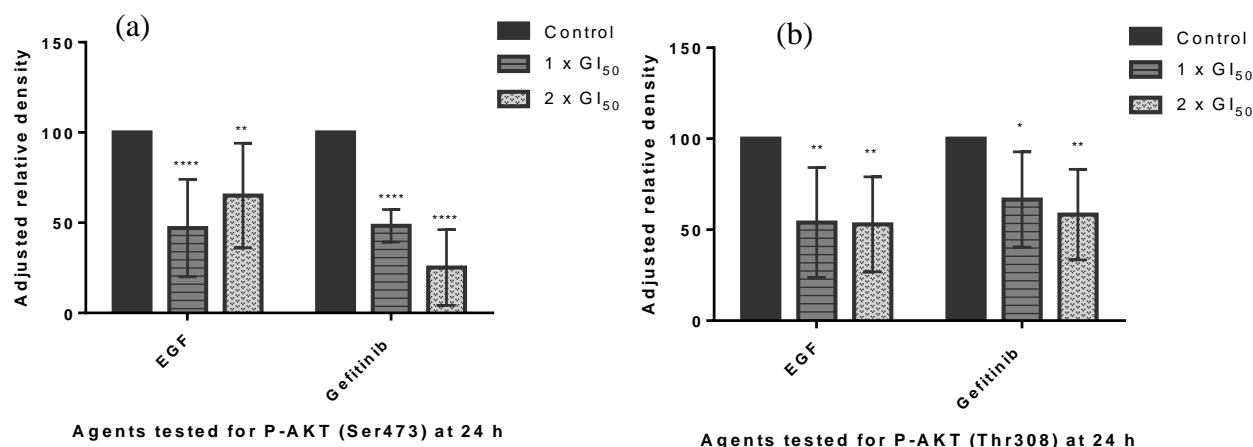 (a)
Control
1 x GI₅₀
2 x GI₅₀
Adjusted relative density
150
100
50
0
****
**
****
****
EGF
Gefitinib
Agents tested for P-AKT (Ser473) at 24 h
(b)
Control
1 x GI₅₀
2 x GI₅₀
Adjusted relative density
150
100
50
0
**
**
*
**
EGF
Gefitinib
Agents tested for P-AKT (Thr308) at 24 h